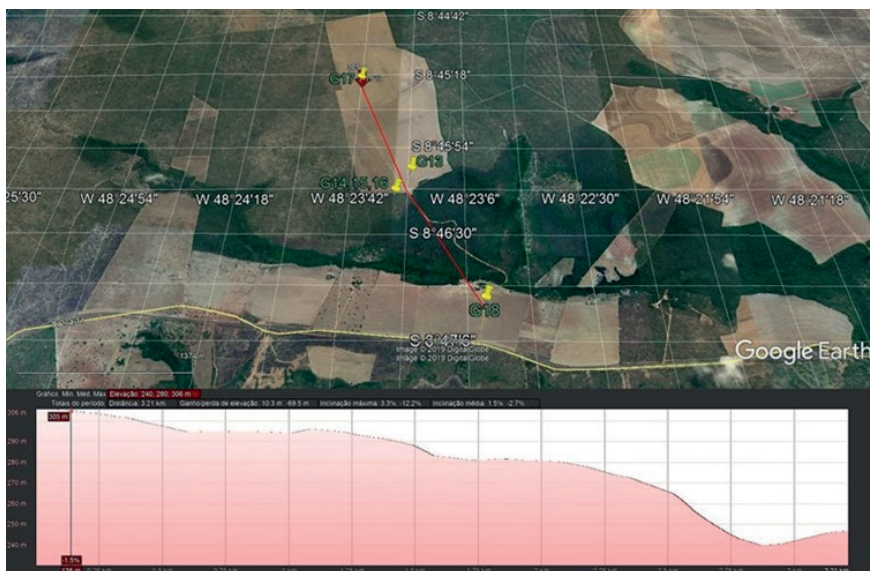 S 8°44'42"
S 8°45'18"
G17
S 8°45'54"
G13
G14,15,16
25'30"
W 48°24'54"
W 48°24'18"
W 48°23'42"
W 48°23'6"
W 48°22'30"
W 48°21'54"
W 48°21'18"
S 8°46'30"
G18
S 8°47'6"
Image © 2019 DigitalGlobe
Image © 2019 DigitalGlobe
1374 m
Google Earth
Gráfico: Mín, Méd, Máx Elevação: 240, 280, 306 m
Totais do período: Distância: 3.21 km Ganho/perda de elevação: 10.3 m, -68.5 m Inclinação máxima: 3.3%, -12.2% Inclinação média: 1.5%, -2.7%
306 m
305 m
290 m
280 m
270 m
260 m
250 m
240 m
-1.5%
3.21 km